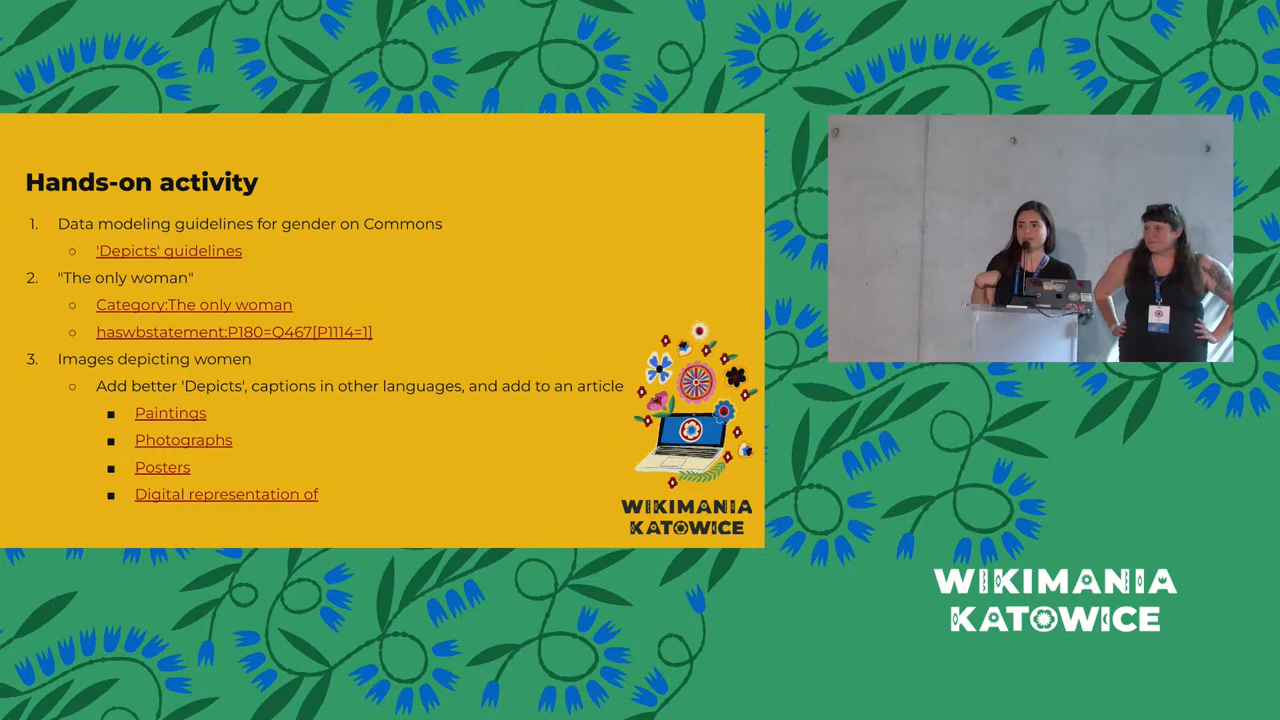 Hands-on activity
1. Data modeling guidelines for gender on Commons
○ 'Depicts' guidelines
2. "The only woman"
○ Category:The only woman
○ haswbstatement:P180=Q467[P1114=1]
3. Images depicting women
○ Add better 'Depicts', captions in other languages, and add to an article
■ Paintings
■ Photographs
■ Posters
■ Digital representation of
WIKIMANIA
KATOWICE
WIKIMANIA
KATOWICE